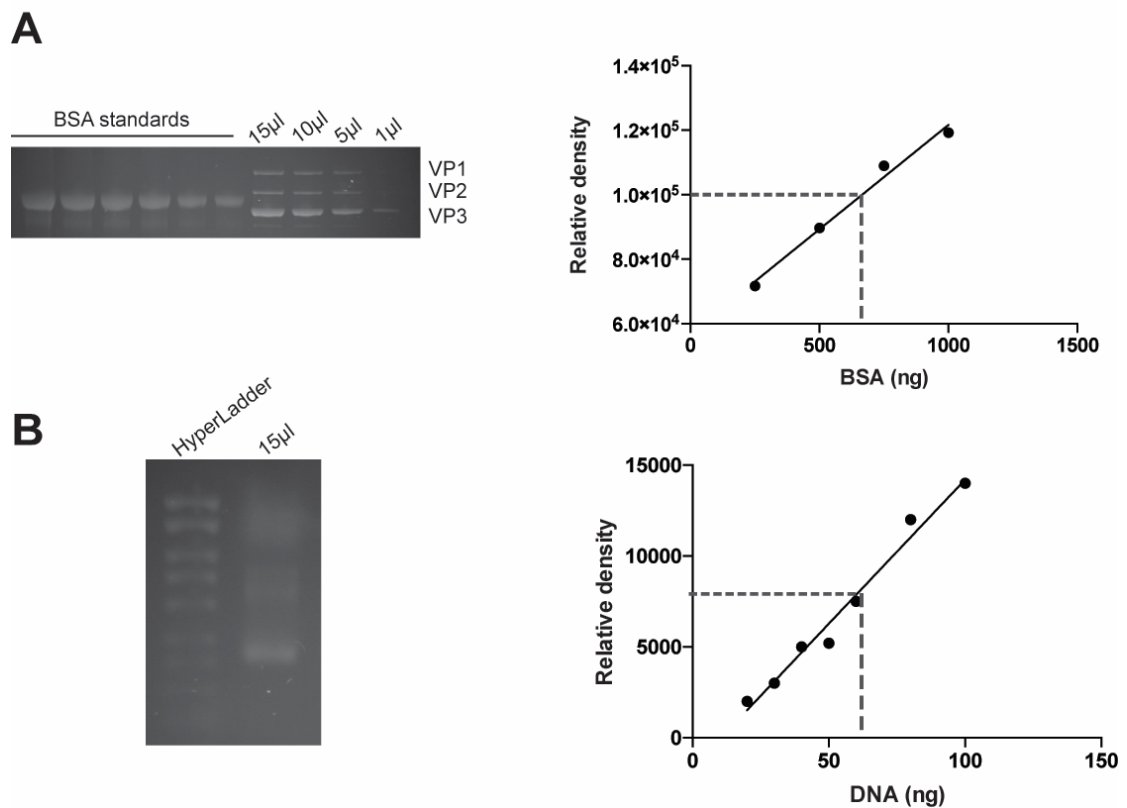 A
BSA standards
15µl
10µl
5µl
1µl
VP1
VP2
VP3
Relative density
1.4×10⁵
1.2×10⁵
1.0×10⁵
8.0×10⁴
6.0×10⁴
0
500
1000
1500
BSA (ng)
B
HyperLadder
15µl
Relative density
15000
10000
5000
0
0
50
100
150
DNA (ng)